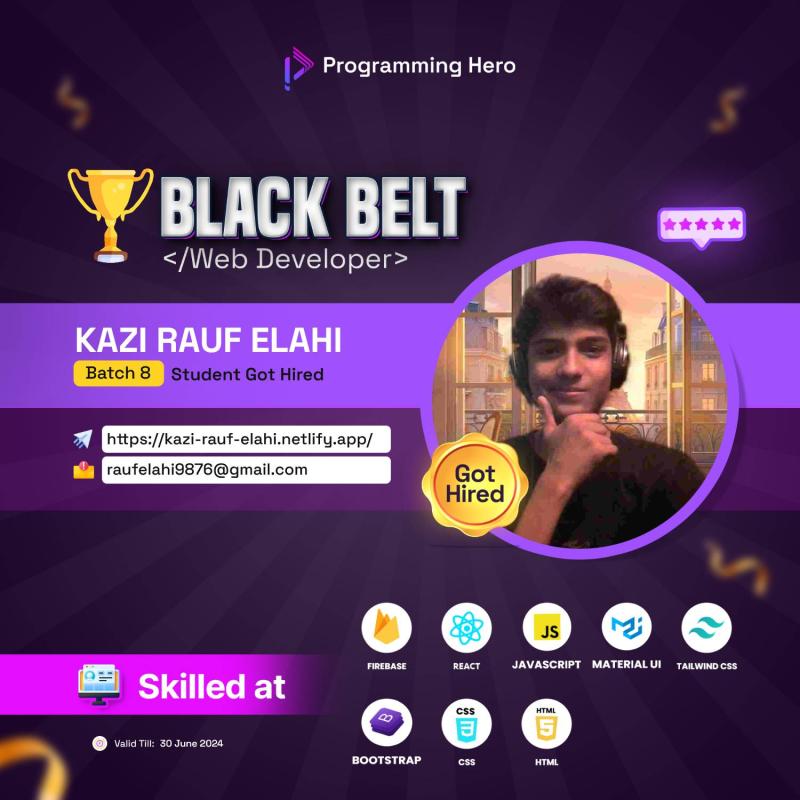 Programming Hero
BLACK BELT
</Web Developer>
KAZI RAUF ELAHI
Batch 8 Student Got Hired
https://kazi-rauf-elahi.netlify.app/
raufelahi9876@gmail.com
Got
Hired
JS
FIREBASE REACT JAVASCRIPT MATERIAL UI TAILWIND CSS
Skilled at
B CSS HTML
3 5
BOOTSTRAP CSS HTML
Valid Till: 30 June 2024